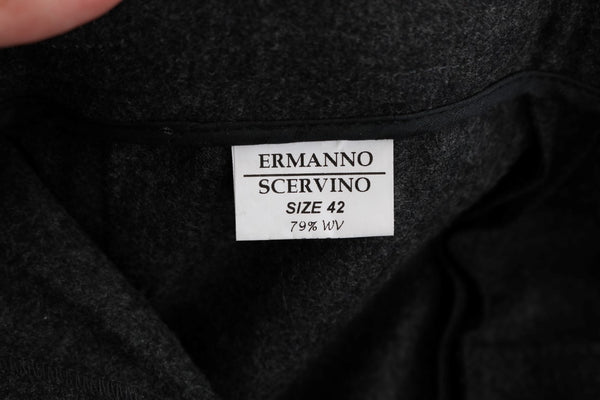 ERMANNO
SCERVINO
SIZE 42
79% WV